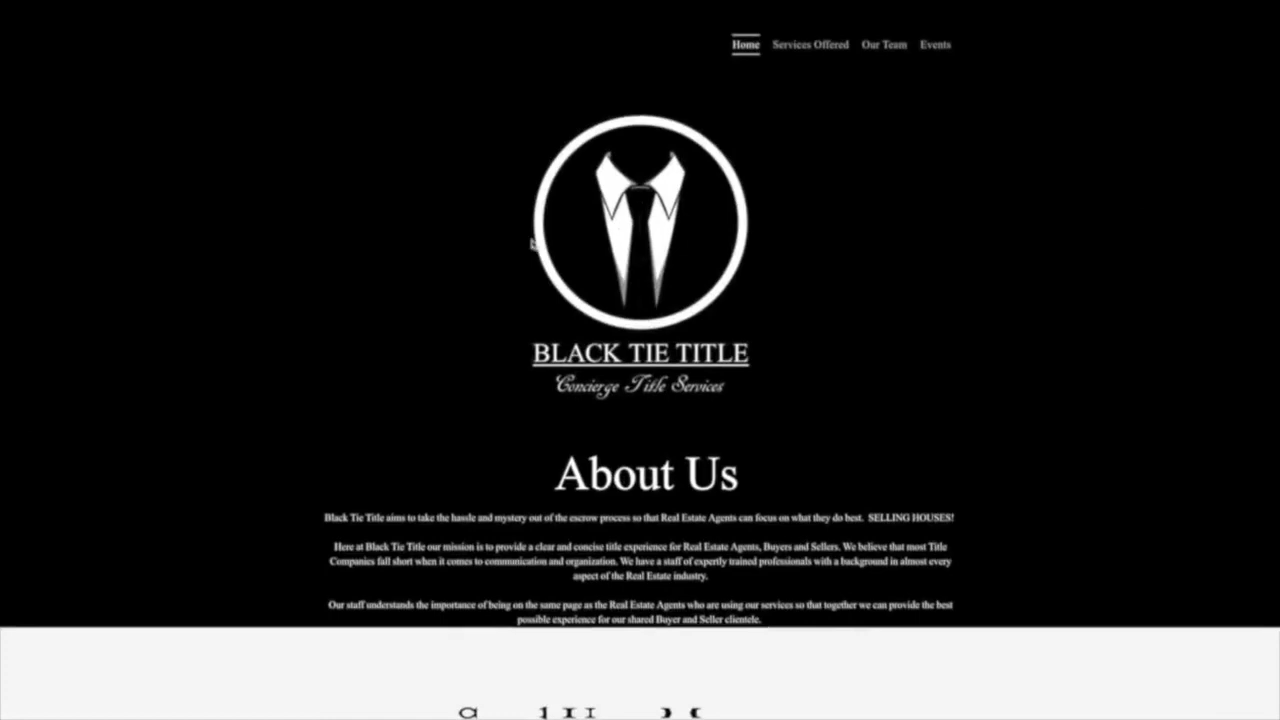 Home Services Offered Our Team Events
BLACK TIE TITLE
Concierge Title Services
About Us
Black Tie Title aims to take the hassle and mystery out of the escrow process so that Real Estate Agents can focus on what they do best. SELLING HOUSES!
Here at Black Tie Title our mission is to provide a clear and concise title experience for Real Estate Agents, Buyers and Sellers. We believe that most Title
Companies fall short when it comes to communication and organization. We have a staff of expertly trained professionals with a background in almost every
aspect of the Real Estate industry.
Our staff understands the importance of being on the same page as the Real Estate Agents who are using our services so that together we can provide the best
possible experience for our shared Buyer and Seller clientele.